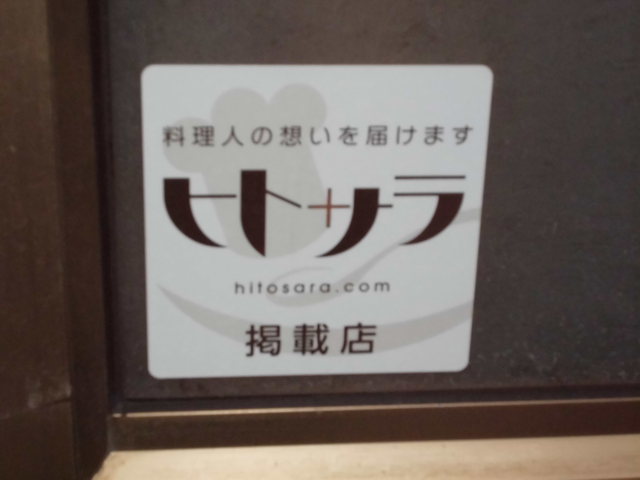 料理人の想いを届けます
ヒト+サラ
hitosara.com
掲載店